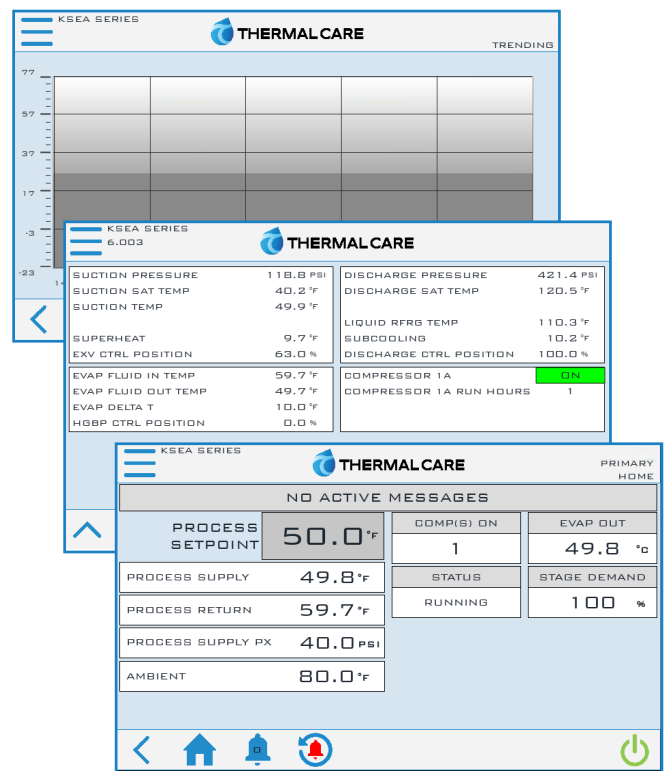 KSEA SERIES
THERMAL CARE
TRENDING
77
57
37
17
-3
-23
KSEA SERIES
6.003
THERMAL CARE
SUCTION PRESSURE 118.8 PSI
SUCTION SAT TEMP 40.2 °F
SUCTION TEMP 49.9 °F
SUPERHEAT 9.7 °F
EXV CTRL POSITION 63.0 %
DISCHARGE PRESSURE 421.4 PSI
DISCHARGE SAT TEMP 120.5 °F
LIQUID RFRG TEMP 110.3 °F
SUBCOOLING 10.2 °F
DISCHARGE CTRL POSITION 100.0 %
EVAP FLUID IN TEMP 59.7 °F
EVAP FLUID OUT TEMP 49.7 °F
EVAP DELTA T 10.0 °F
HGBP CTRL POSITION 0.0 %
COMPRESSOR 1A ON
COMPRESSOR 1A RUN HOURS 1
KSEA SERIES
THERMAL CARE
PRIMARY
HOME
NO ACTIVE MESSAGES
PROCESS
SETPOINT
50.0 °F
PROCESS SUPPLY 49.8 °F
PROCESS RETURN 59.7 °F
PROCESS SUPPLY PX 40.0 PSI
AMBIENT 80.0 °F
COMP(S) ON
1
EVAP OUT
49.8 °C
STATUS
RUNNING
STAGE DEMAND
100 %
0